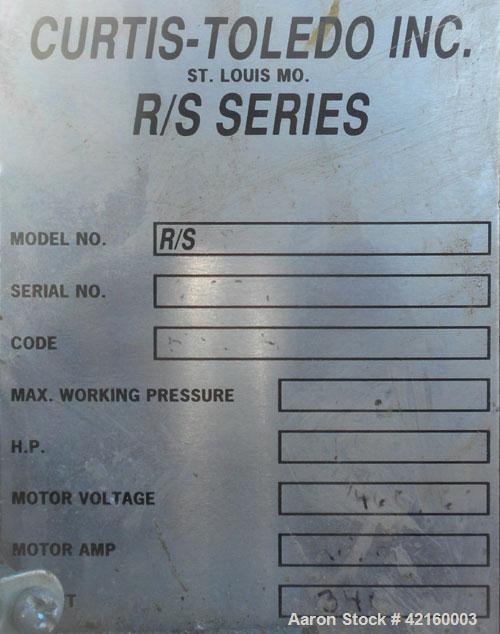 CURTIS-TOLEDO INC.
ST. LOUIS MO.
R/S SERIES
MODEL NO. R/S
SERIAL NO.
CODE
MAX. WORKING PRESSURE
H.P.
MOTOR VOLTAGE
MOTOR AMP
Aaron Stock # 42160003